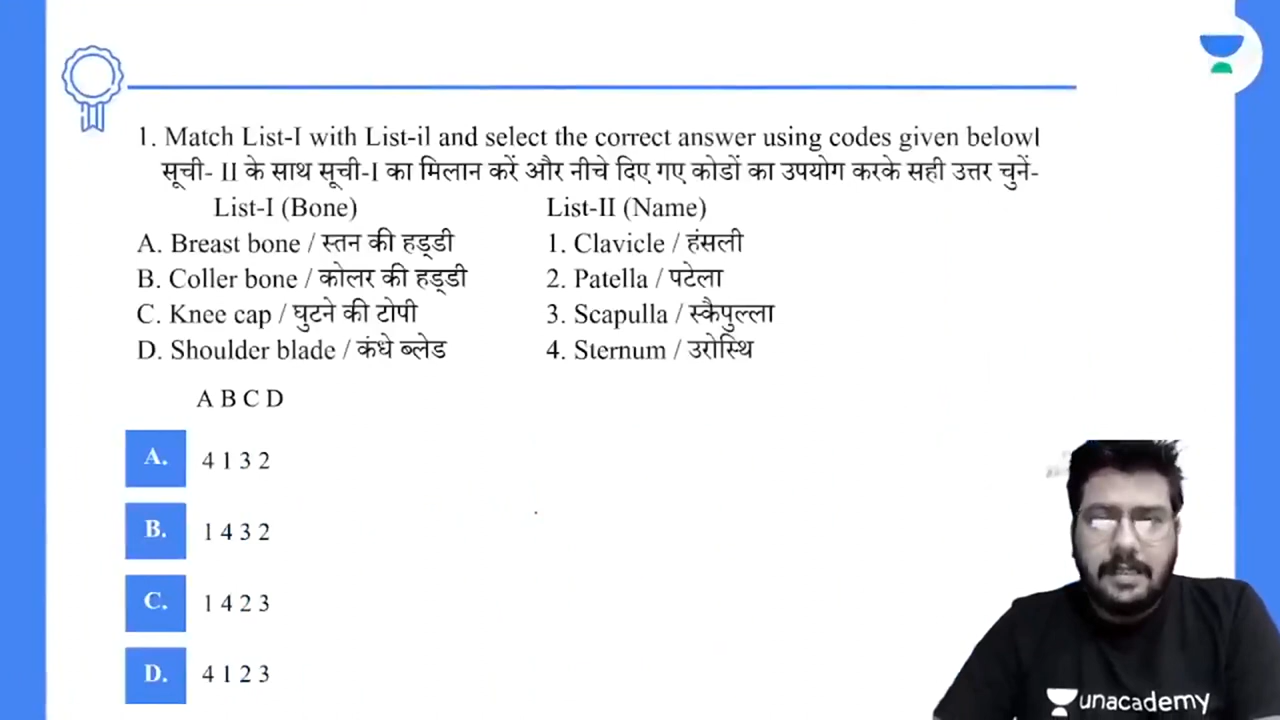 1. Match List-I with List-il and select the correct answer using codes given belowl
सूची- II के साथ सूची-I का मिलान करें और नीचे दिए गए कोडों का उपयोग करके सही उत्तर चुनें-
List-I (Bone) List-II (Name)
A. Breast bone / स्तन की हड्डी 1. Clavicle / हंसली
B. Coller bone / कोलर की हड्डी 2. Patella / पटेला
C. Knee cap / घुटने की टोपी 3. Scapulla / स्कैपुल्ला
D. Shoulder blade / कंधे ब्लेड 4. Sternum / उरोस्थि
A B C D
A. 4 1 3 2
B. 1 4 3 2
C. 1 4 2 3
D. 4 1 2 3
unacademy